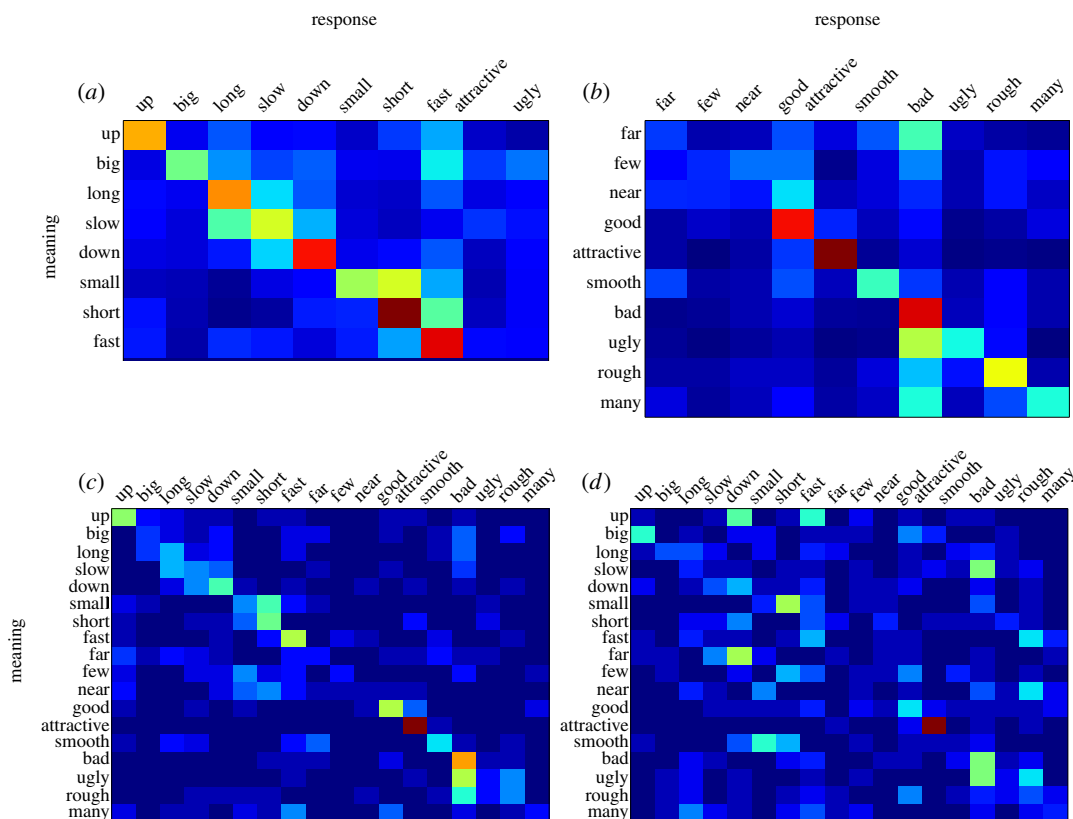 response
response
(a)
up big long slow down small short fast attractive ugly
meaning
up
big
long
slow
down
small
short
fast
(b)
far few near good attractive smooth bad ugly rough many
far
few
near
good
attractive
smooth
bad
ugly
rough
many
(c)
up big long slow down small short fast far few near good attractive smooth bad ugly rough many
meaning
up
big
long
slow
down
small
short
fast
far
few
near
good
attractive
smooth
bad
ugly
rough
many
(d)
up big long slow down small short fast far few near good attractive smooth bad ugly rough many
up
big
long
slow
down
small
short
fast
far
few
near
good
attractive
smooth
bad
ugly
rough
many